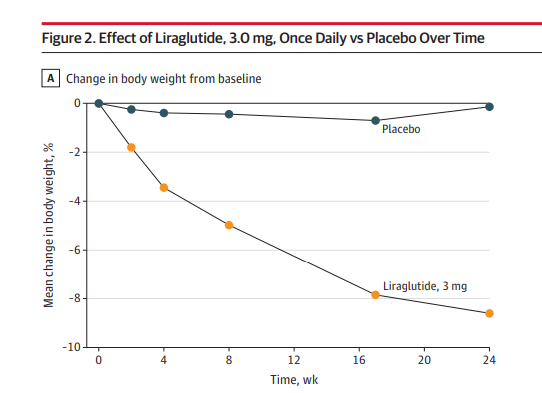 Figure 2. Effect of Liraglutide, 3.0 mg, Once Daily vs Placebo Over Time
A Change in body weight from baseline
Mean change in body weight, %
0
-2
-4
-6
-8
-10
Placebo
Liraglutide, 3 mg
0 4 8 12 16 20 24
Time, wk